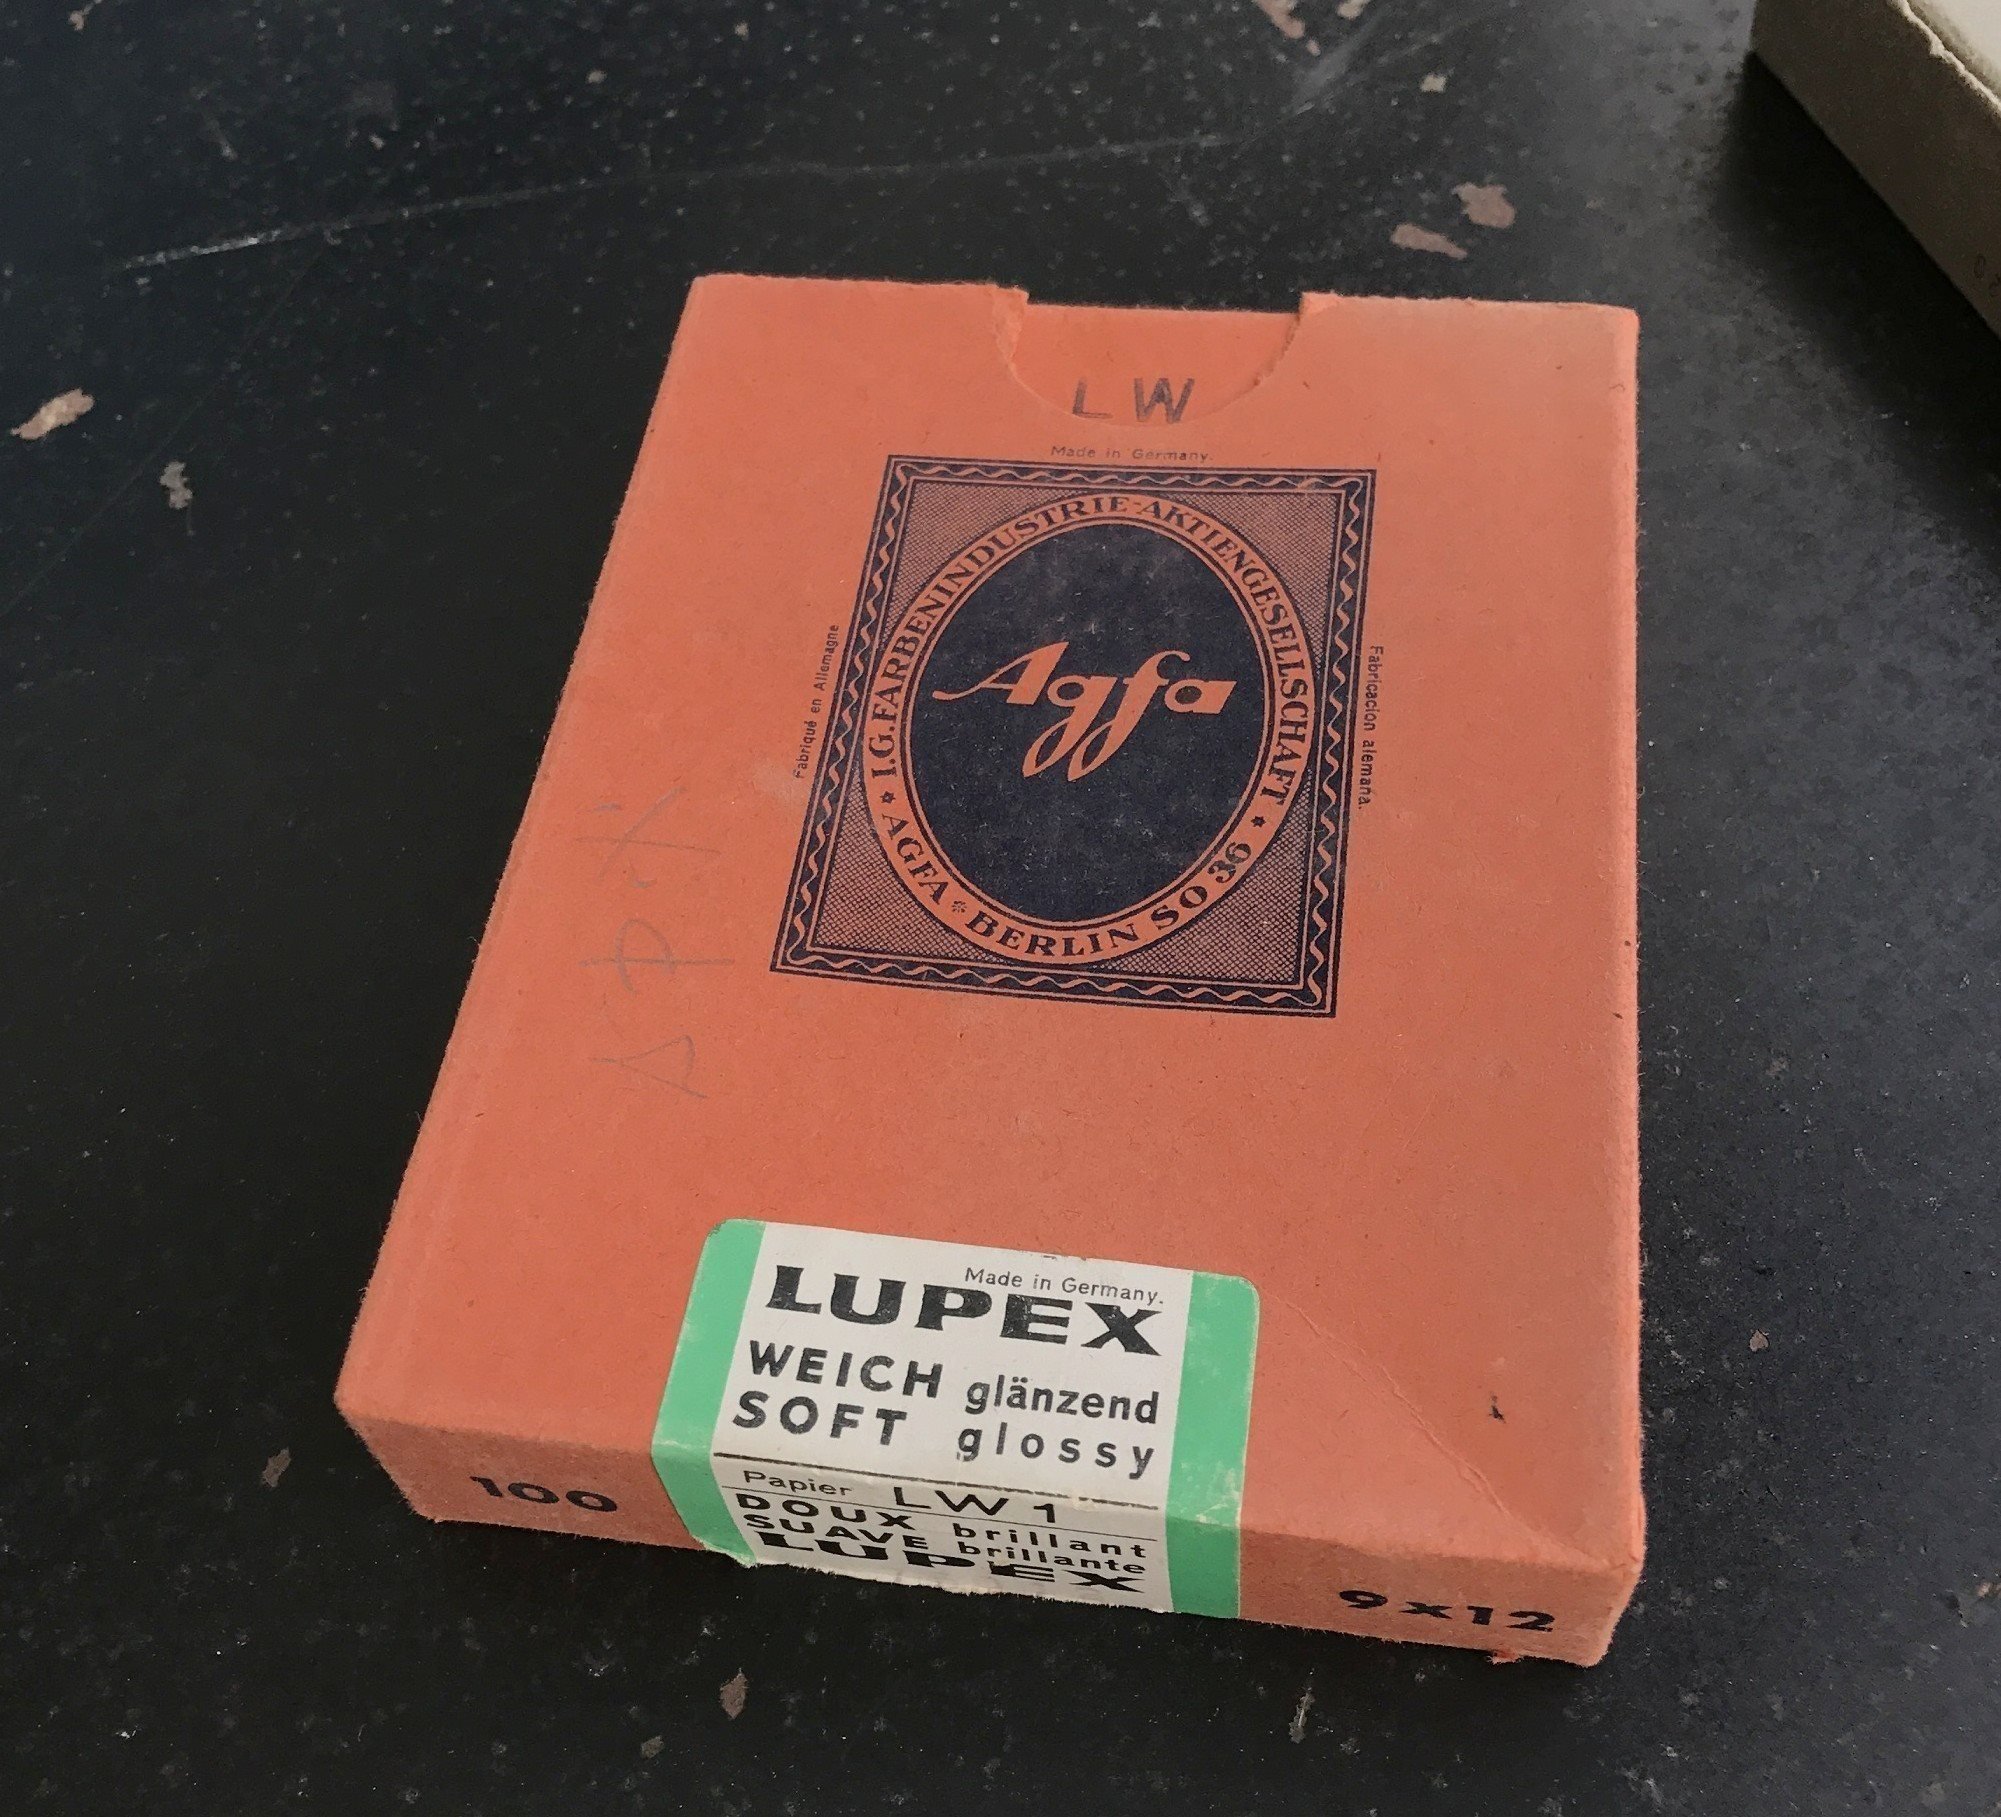 LW
Made in Germany.
I.G. FARBENINDUSTRIE-AKTIENGESELLSCHAFT
Agfa
AGFA * BERLIN SO 36
Fabriqué en Allemagne
Fabricacion alemana.
Made in Germany.
LUPEX
WEICH glänzend
SOFT glossy
Papier LW 1
DOUX brillant
SUAVE brillante
LUPEX
100
9x12